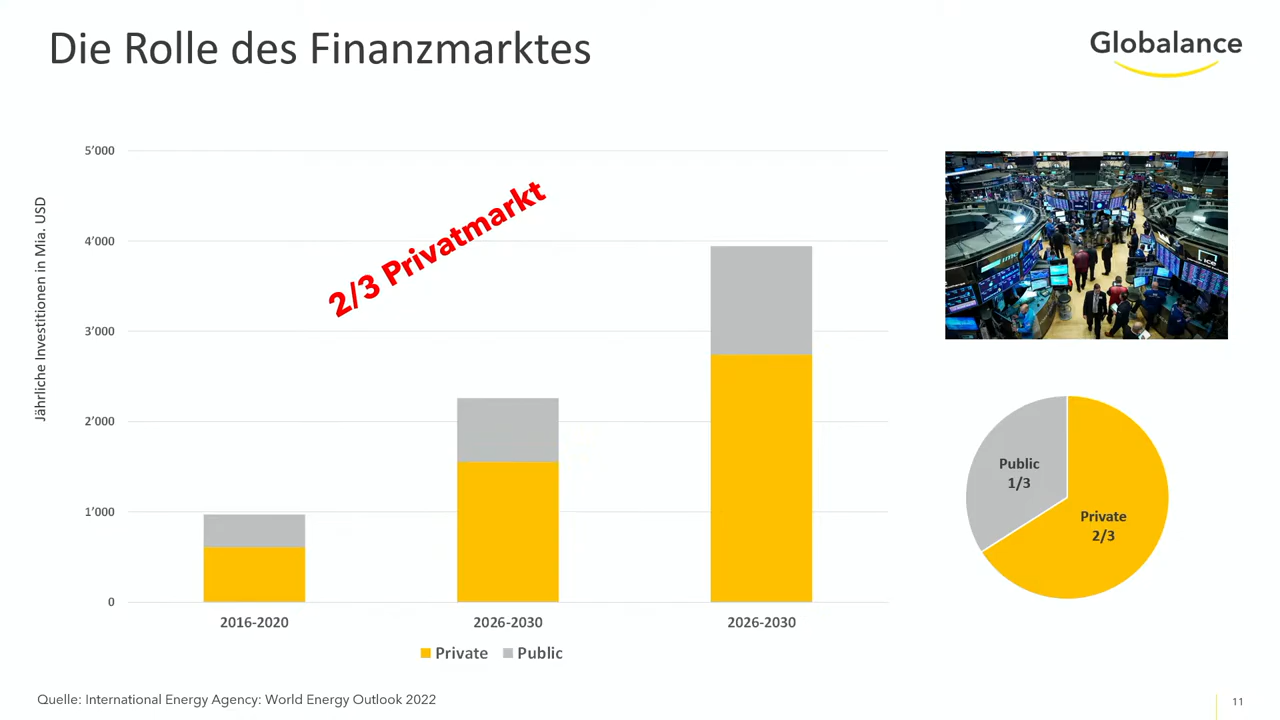 Die Rolle des Finanzmarktes
Globalance
Jährliche Investitionen in Mia. USD
5’000
4’000
3’000
2’000
1’000
0
2/3 Privatmarkt
2016-2020
2026-2030
2026-2030
Private
Public
ICE
Public
1/3
Private
2/3
Quelle: International Energy Agency: World Energy Outlook 2022
11